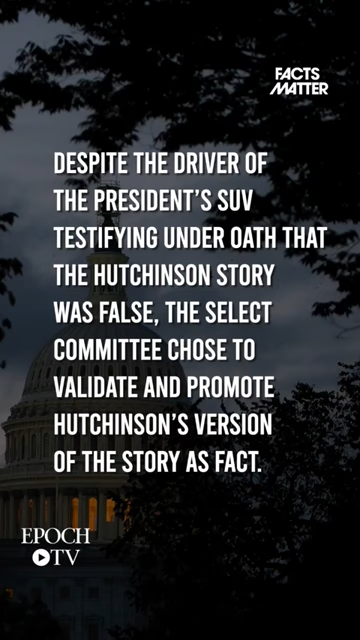 FACTS
MATTER
DESPITE THE DRIVER OF
THE PRESIDENT'S SUV
TESTIFYING UNDER OATH THAT
THE HUTCHINSON STORY
WAS FALSE, THE SELECT
COMMITTEE CHOSE TO
VALIDATE AND PROMOTE
HUTCHINSON'S VERSION
OF THE STORY AS FACT.
EPOCH
TV